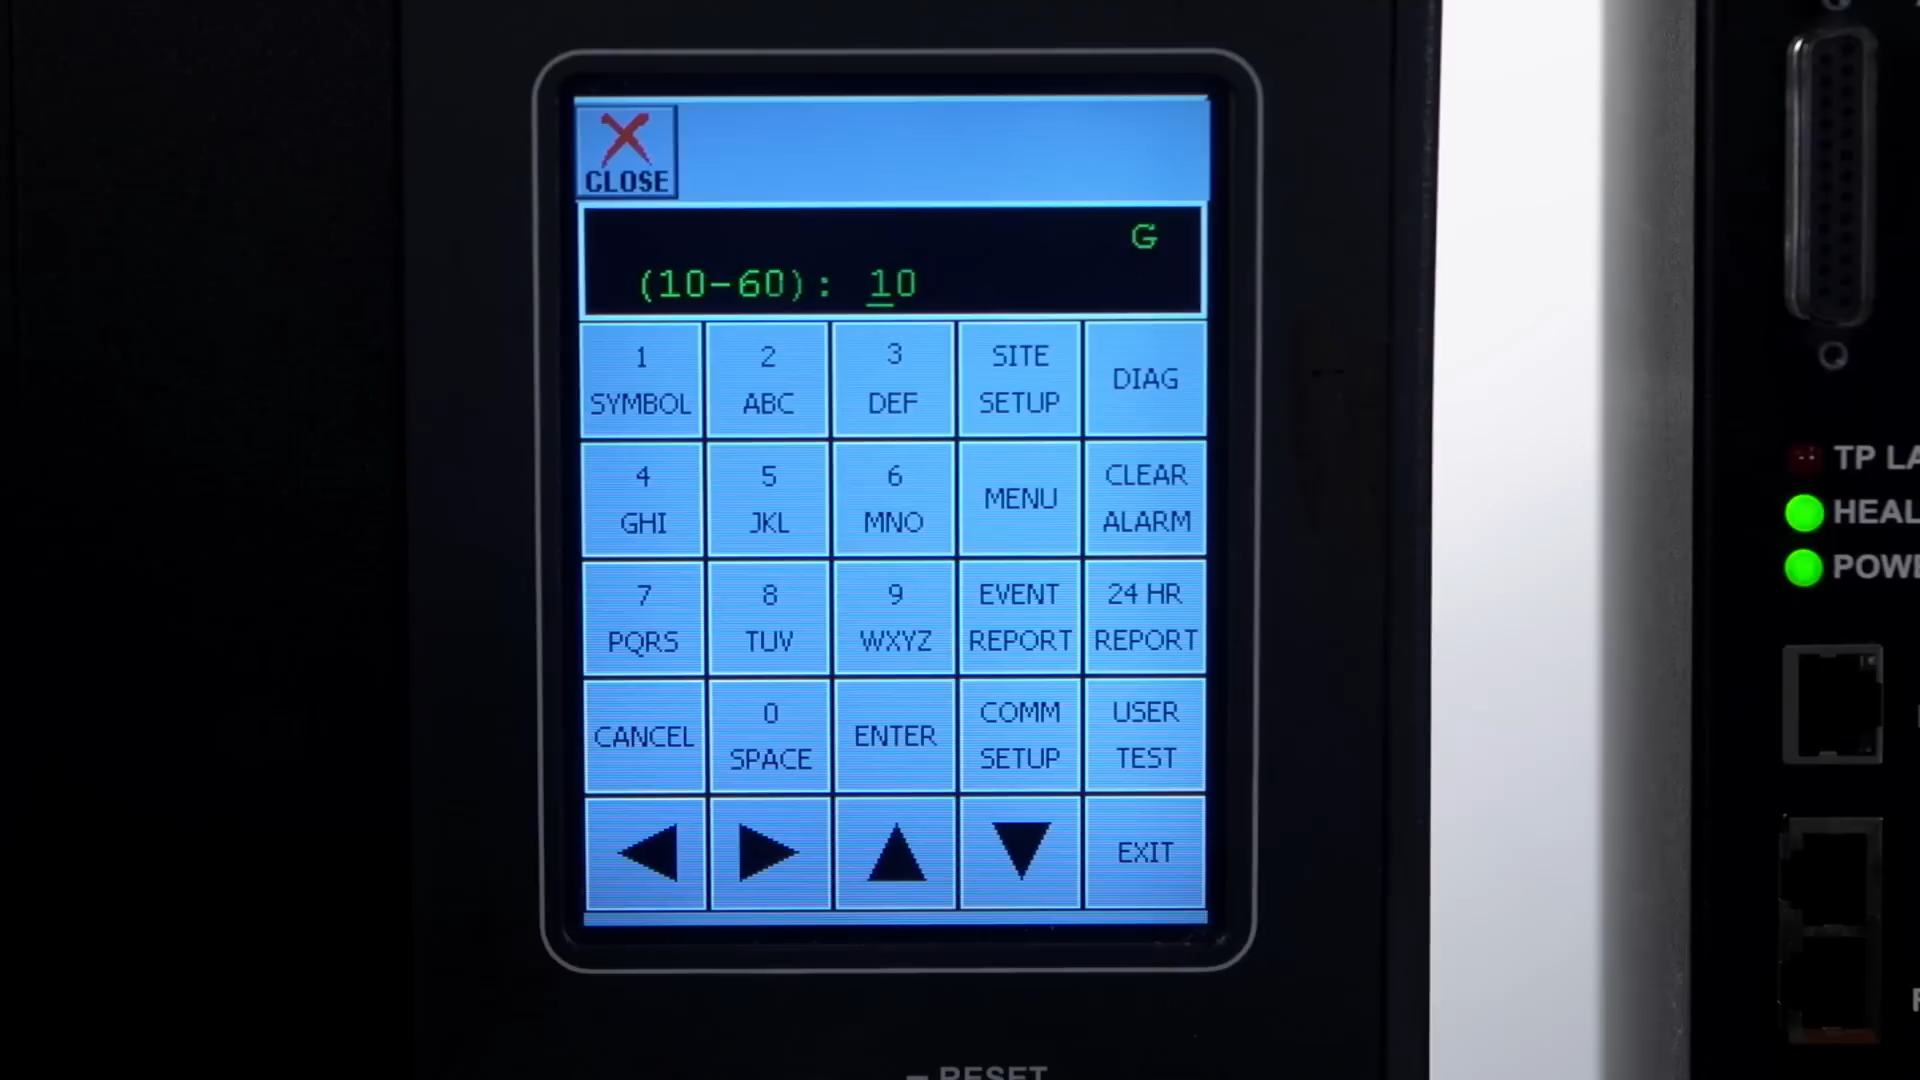 CLOSE
G
(10-60): 10
1 2 3 SITE
SYMBOL ABC DEF SETUP DIAG
4 5 6 MENU CLEAR
GHI JKL MNO ALARM
7 8 9 EVENT 24 HR
PQRS TUV WXYZ REPORT REPORT
CANCEL 0 ENTER COMM USER
SPACE SETUP TEST
EXIT
TP LA
HEAL
POWE
RESET